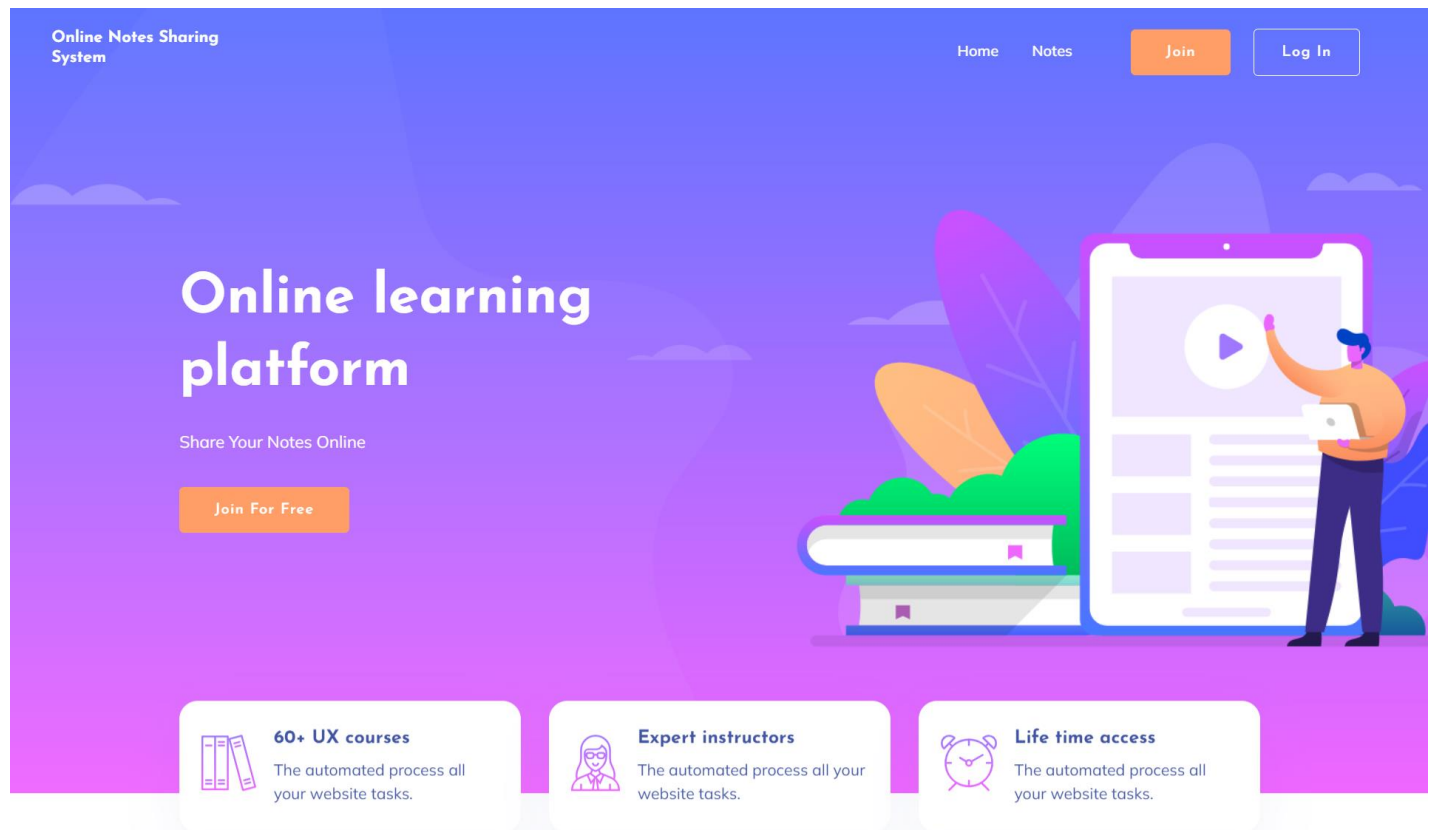 Online Notes Sharing
System
Home Notes Join Log In
Online learning
platform
Share Your Notes Online
Join For Free
60+ UX courses
The automated process all
your website tasks.
Expert instructors
The automated process all your
website tasks.
Life time access
The automated process all
your website tasks.